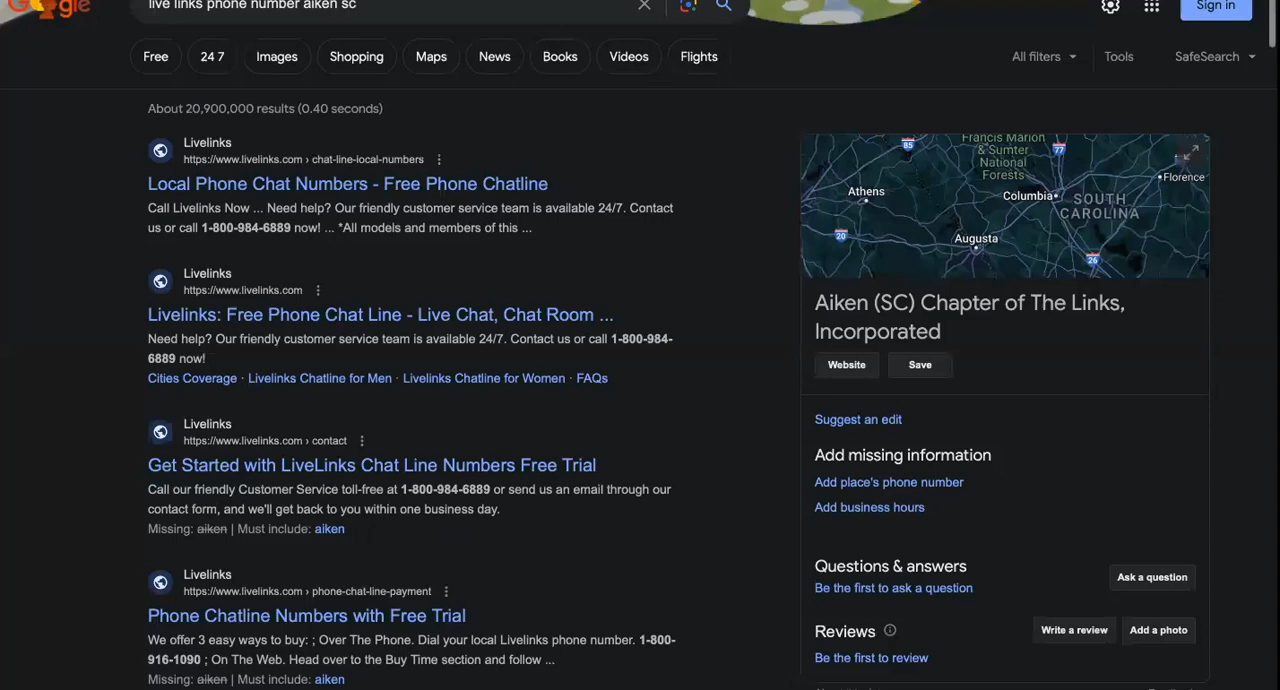 gle
live links phone number aiken sc
Sign in
Free
24 7
Images
Shopping
Maps
News
Books
Videos
Flights
All filters
Tools
SafeSearch
About 20,900,000 results (0.40 seconds)
Livelinks
https://www.livelinks.com › chat-line-local-numbers
Local Phone Chat Numbers - Free Phone Chatline
Call Livelinks Now ... Need help? Our friendly customer service team is available 24/7. Contact
us or call 1-800-984-6889 now! ... *All models and members of this ...
Livelinks
https://www.livelinks.com
Livelinks: Free Phone Chat Line - Live Chat, Chat Room ...
Need help? Our friendly customer service team is available 24/7. Contact us or call 1-800-984-
6889 now!
Cities Coverage · Livelinks Chatline for Men · Livelinks Chatline for Women · FAQs
Livelinks
https://www.livelinks.com › contact
Get Started with LiveLinks Chat Line Numbers Free Trial
Call our friendly Customer Service toll-free at 1-800-984-6889 or send us an email through our
contact form, and we'll get back to you within one business day.
Missing: aiken | Must include: aiken
Livelinks
https://www.livelinks.com › phone-chat-line-payment
Phone Chatline Numbers with Free Trial
We offer 3 easy ways to buy: ; Over The Phone. Dial your local Livelinks phone number. 1-800-
916-1090 ; On The Web. Head over to the Buy Time section and follow ...
Missing: aiken | Must include: aiken
Francis Marion
& Sumter
National
Forests
85
77
Florence
Athens
Columbia
SOUTH
CAROLINA
20
Augusta
26
Aiken (SC) Chapter of The Links,
Incorporated
Website
Save
Suggest an edit
Add missing information
Add place's phone number
Add business hours
Questions & answers
Be the first to ask a question
Ask a question
Reviews
Write a review
Add a photo
Be the first to review